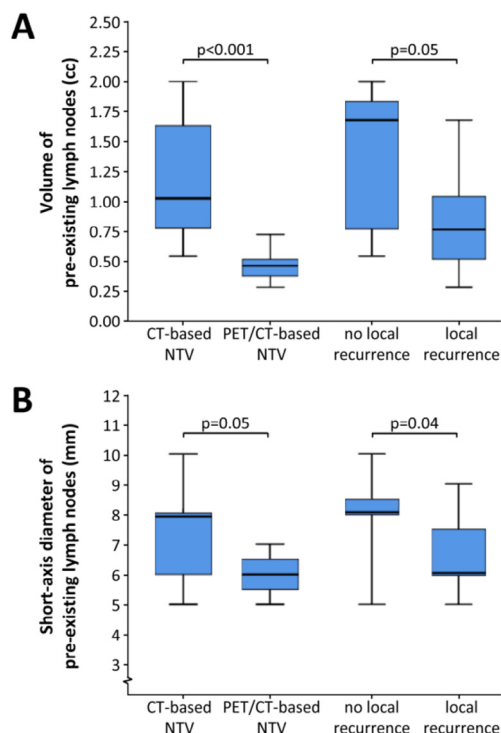 A
Volume of
pre-existing lymph nodes (cc)
2.50
2.25
2.00
1.75
1.50
1.25
1.00
0.75
0.50
0.25
0.00
p<0.001
p=0.05
CT-based
NTV
PET/CT-based
NTV
no local
recurrence
local
recurrence
B
Short-axis diameter of
pre-existing lymph nodes (mm)
12
11
10
9
8
7
6
5
4
3
p=0.05
p=0.04
CT-based
NTV
PET/CT-based
NTV
no local
recurrence
local
recurrence